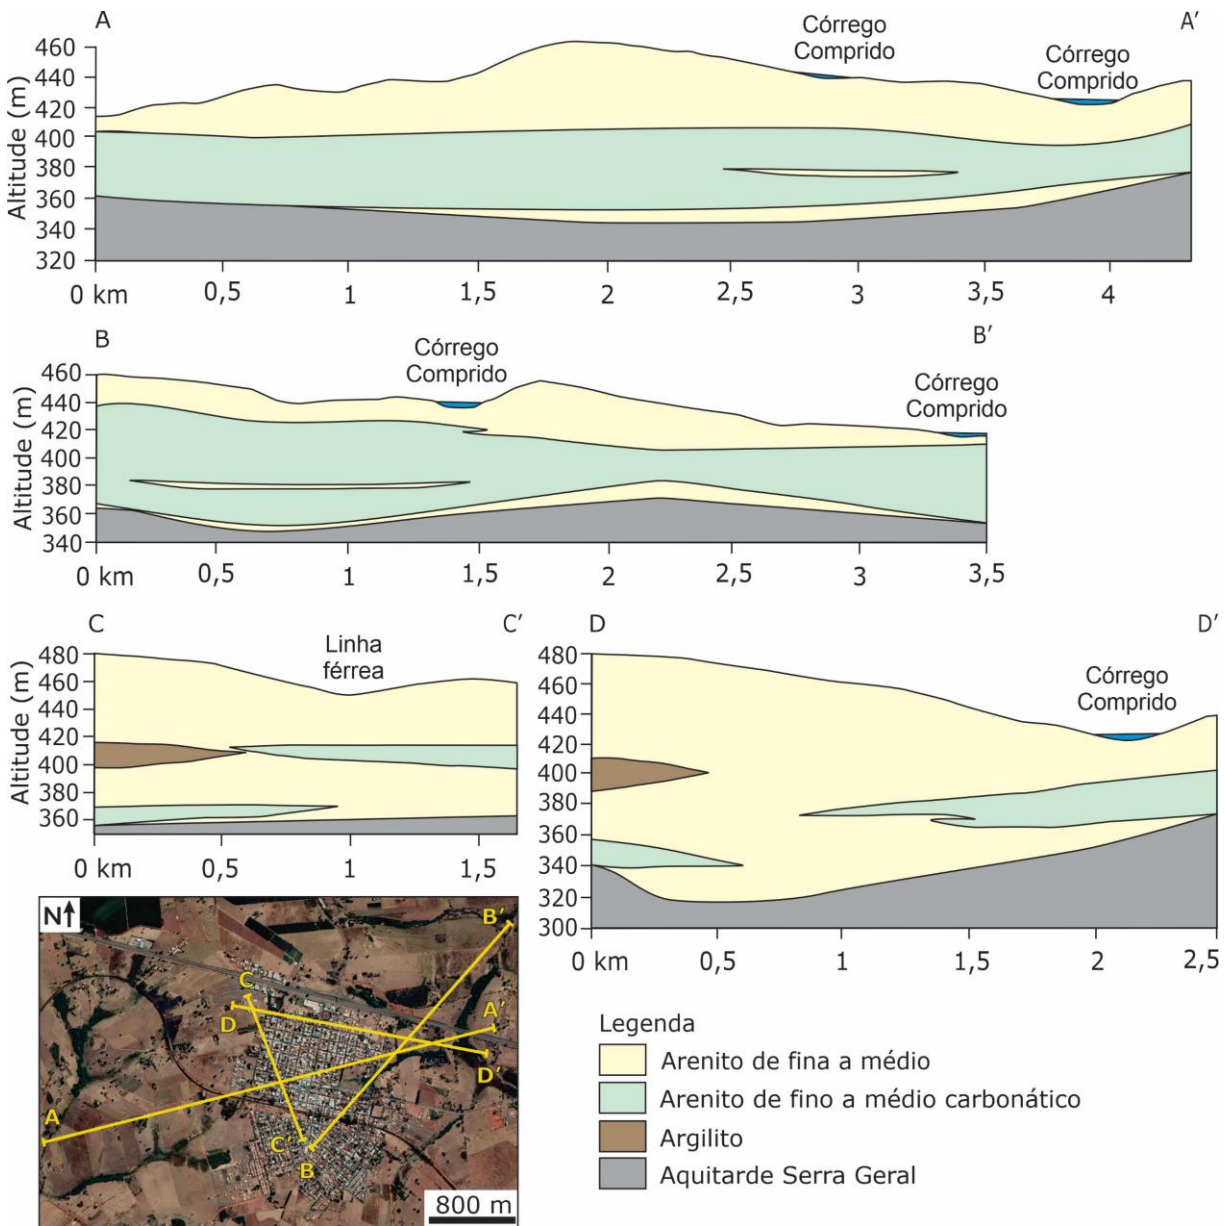 A
A'
Córrego
Comprido
Córrego
Comprido
Altitude (m)
460
440
420
400
380
360
340
320
0 km
0,5
1
1,5
2
2,5
3
3,5
4
B
B'
Córrego
Comprido
Córrego
Comprido
Altitude (m)
460
440
420
400
380
360
340
0 km
0,5
1
1,5
2
2,5
3
3,5
C
C'
Linha
férrea
Altitude (m)
480
460
440
420
400
380
360
0 km
0,5
1
1,5
D
D'
Córrego
Comprido
480
460
440
420
400
380
360
340
320
300
0 km
0,5
1
1,5
2
2,5
N
B'
C
D
A'
D'
A
C'
B
800 m
Legenda
Arenito de fina a médio
Arenito de fino a médio carbonático
Argilito
Aquitarde Serra Geral